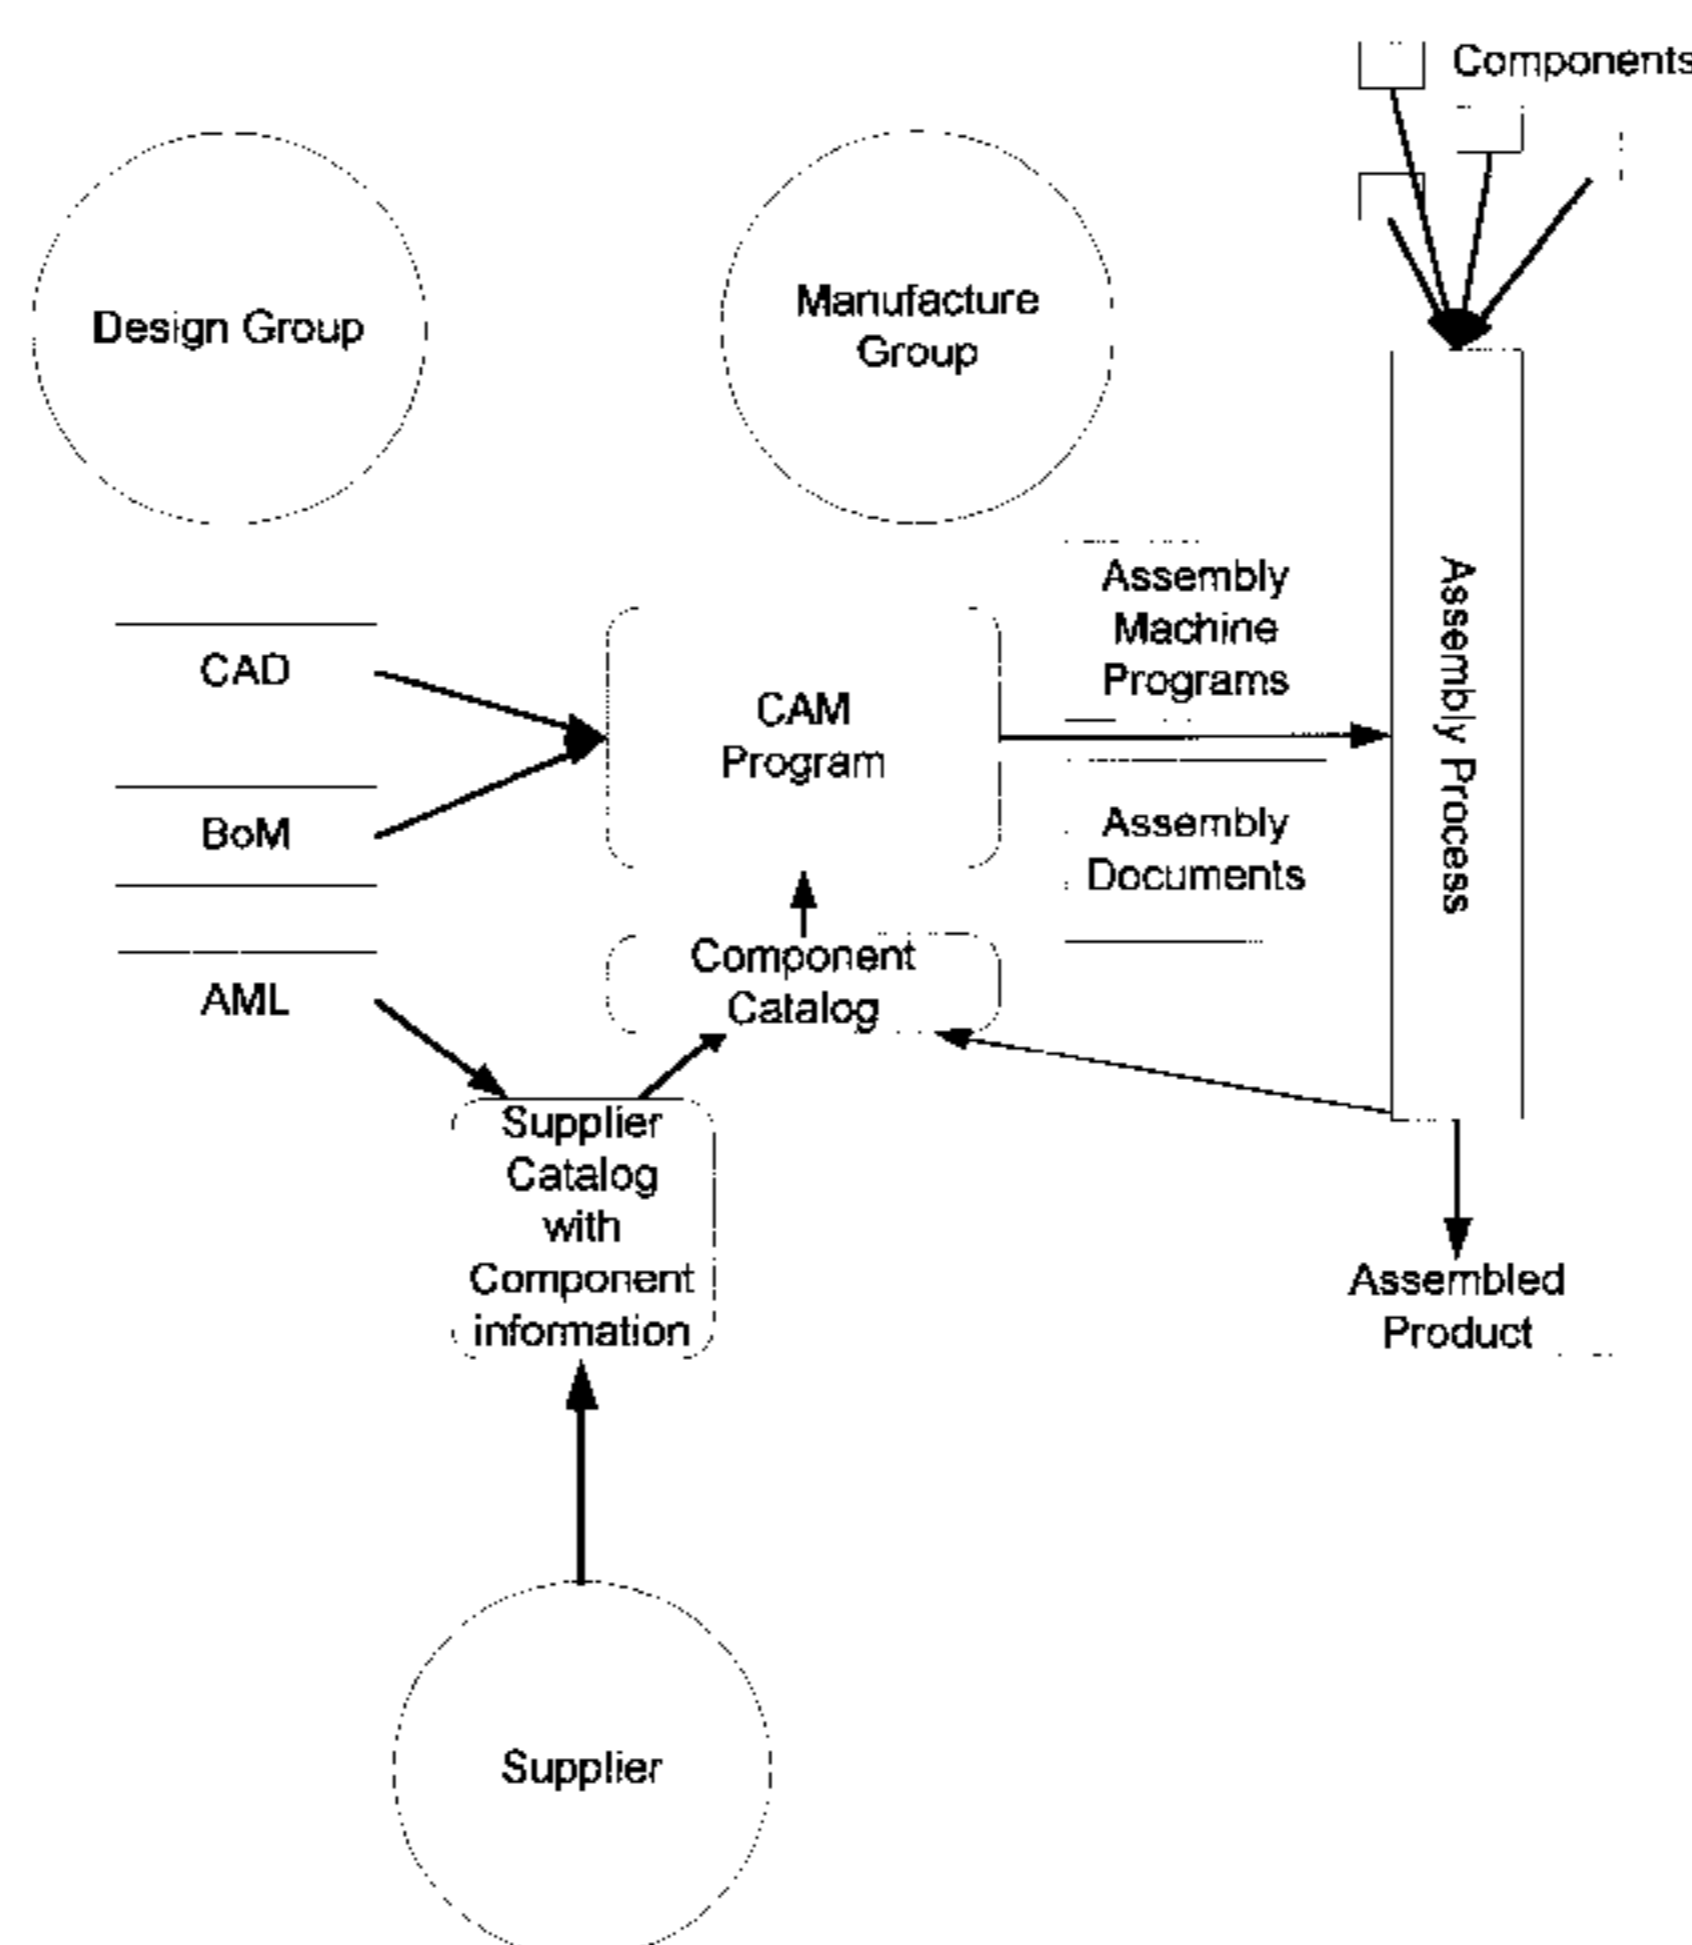 Components
Design Group
Manufacture
Group
Assembly
Machine
Programs
CAD
CAM
Program
BoM
Assembly
Documents
Assembly Process
Component
Catalog
AML
Supplier
Catalog
with
Component
information
Assembled
Product
Supplier